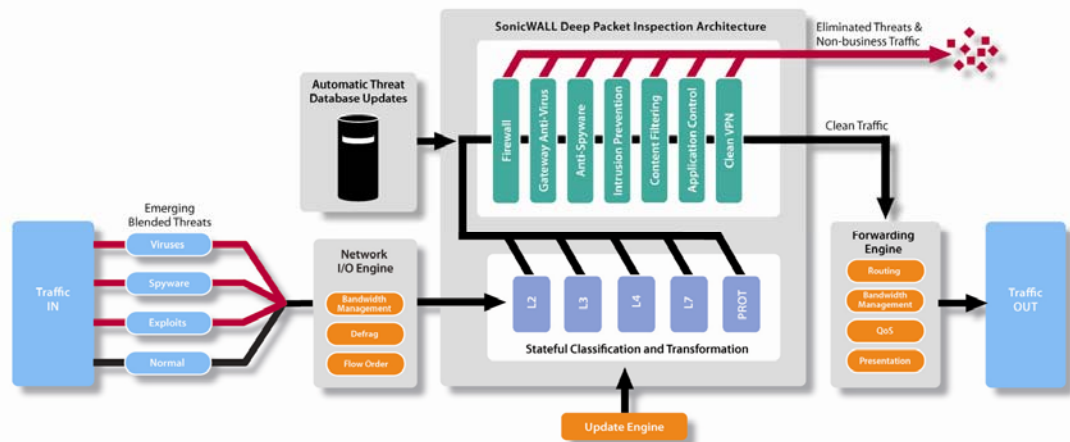 SonicWALL Deep Packet Inspection Architecture
Eliminated Threats &
Non-business Traffic
Automatic Threat
Database Updates
Firewall
Gateway Anti-Virus
Anti-Spyware
Intrusion Prevention
Content Filtering
Application Control
Clean VPN
Clean Traffic
Emerging
Blended Threats
Traffic
IN
Viruses
Spyware
Exploits
Normal
Network
I/O Engine
Bandwidth
Management
Defrag
Flow Order
L2
L3
L4
L7
PROT
Stateful Classification and Transformation
Update Engine
Forwarding
Engine
Routing
Bandwidth
Management
QoS
Presentation
Traffic
OUT